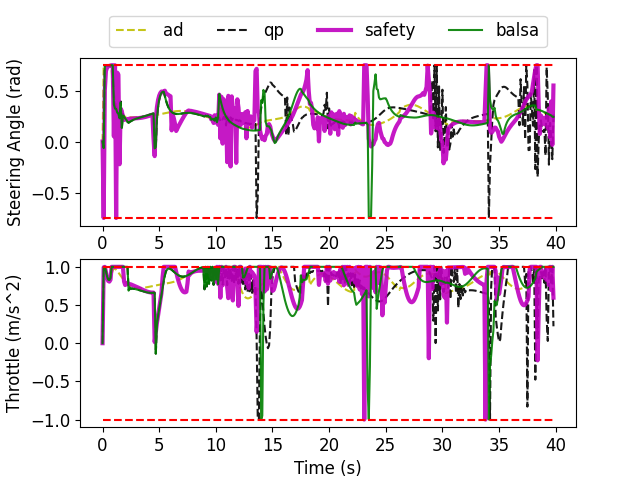 ad qp safety balsa
Steering Angle (rad)
0.5
0.0
−0.5
0 5 10 15 20 25 30 35 40
Throttle (m/s^2)
1.0
0.5
0.0
−0.5
−1.0
0 5 10 15 20 25 30 35 40
Time (s)